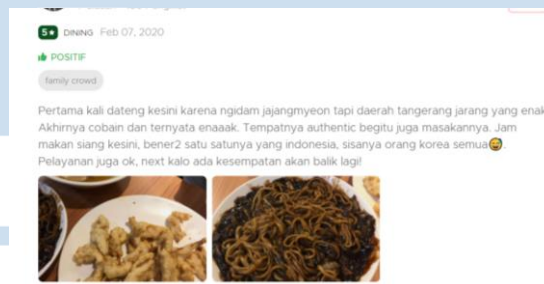 5★ DINING Feb 07, 2020
POSITIF
family crowd
Pertama kali dateng kesini karena ngidam jajangmyeon tapi daerah tangerang jarang yang enak
Akhirnya cobain dan ternyata enaaak. Tempatnya authentic begitu juga masakannya. Jam
makan siang kesini, bener2 satu satunya yang indonesia, sisanya orang korea semua😅.
Pelayanan juga ok, next kalo ada kesempatan akan balik lagi!